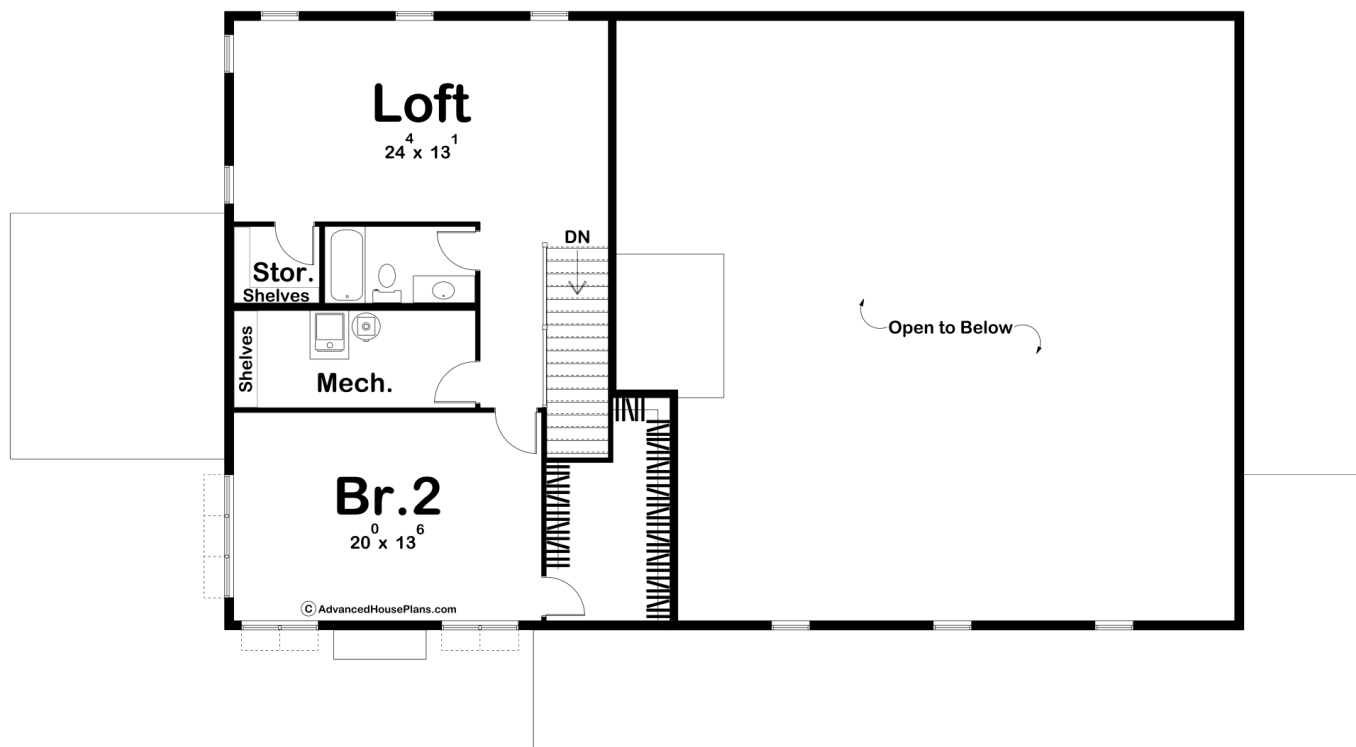 Loft
24⁴ x 13¹
DN
Stor.
Shelves
Open to Below
Shelves
Mech.
Br.2
20⁰ x 13⁶
© AdvancedHousePlans.com